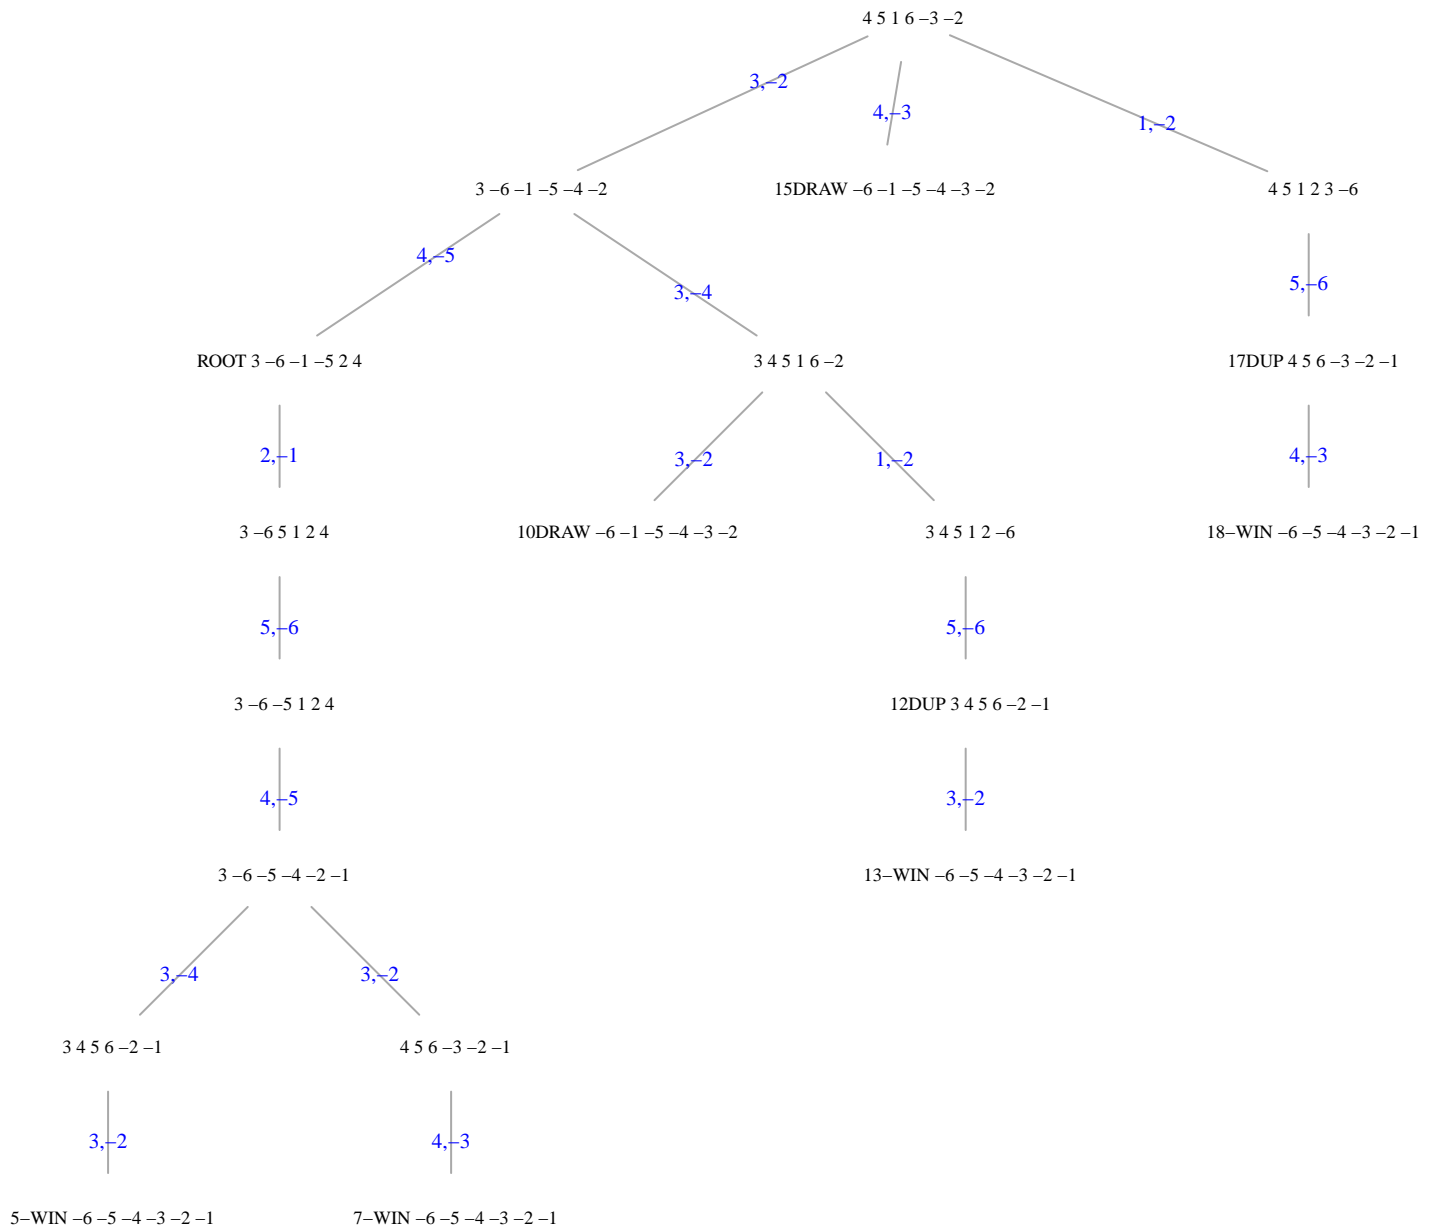 4 5 1 6 –3 –2
3,–2
4,–3
1,–2
3 –6 –1 –5 –4 –2
15DRAW –6 –1 –5 –4 –3 –2
4 5 1 2 3 –6
4,–5
3,–4
5,–6
ROOT 3 –6 –1 –5 2 4
3 4 5 1 6 –2
17DUP 4 5 6 –3 –2 –1
2,–1
3,–2
1,–2
4,–3
3 –6 5 1 2 4
10DRAW –6 –1 –5 –4 –3 –2
3 4 5 1 2 –6
18–WIN –6 –5 –4 –3 –2 –1
5,–6
5,–6
3 –6 –5 1 2 4
12DUP 3 4 5 6 –2 –1
4,–5
3,–2
3 –6 –5 –4 –2 –1
13–WIN –6 –5 –4 –3 –2 –1
3,–4
3,–2
3 4 5 6 –2 –1
4 5 6 –3 –2 –1
3,–2
4,–3
5–WIN –6 –5 –4 –3 –2 –1
7–WIN –6 –5 –4 –3 –2 –1